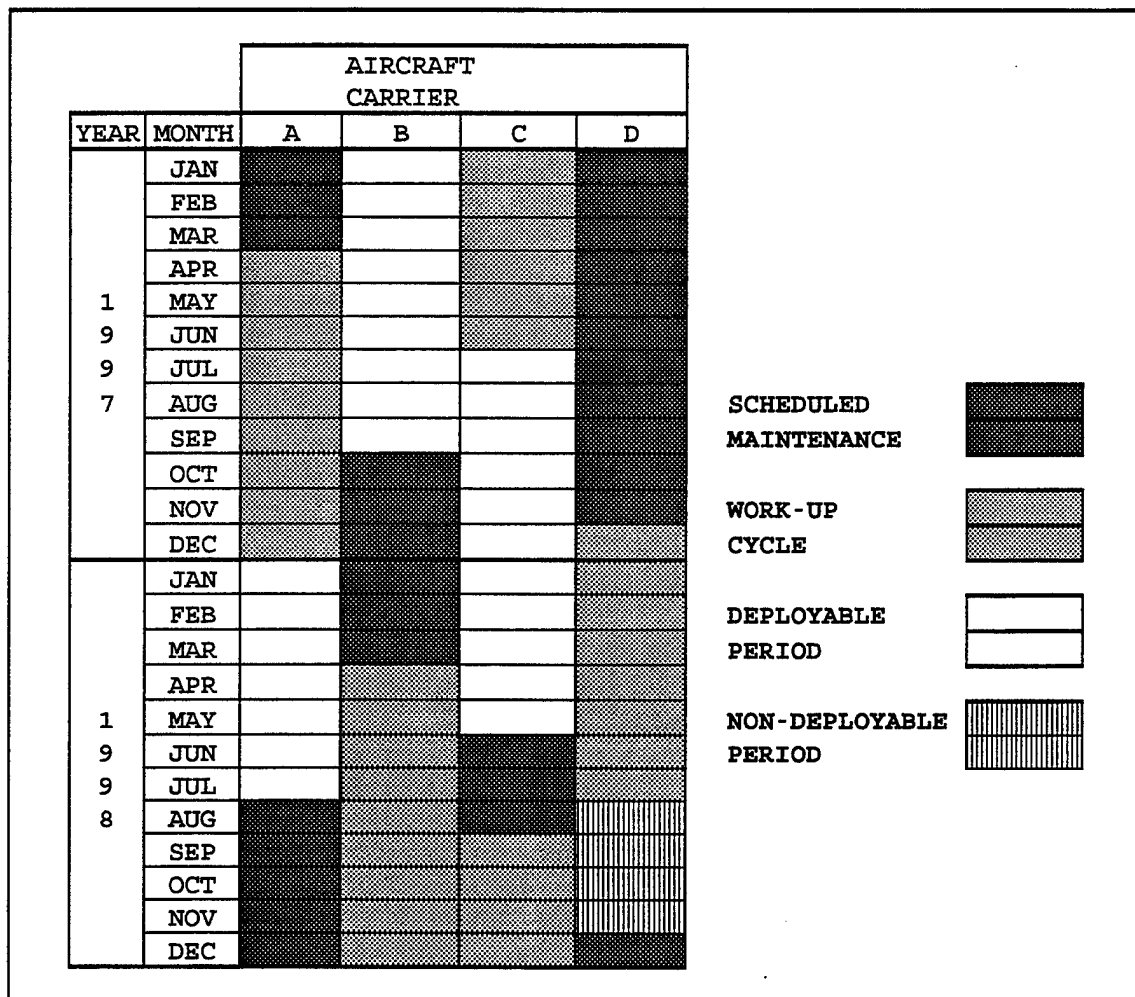 AIRCRAFT
CARRIER
YEAR MONTH A B C D
JAN
FEB
MAR
APR
1 MAY
9 JUN
9 JUL
7 AUG
SEP
OCT
NOV
DEC
JAN
FEB
MAR
APR
1 MAY
9 JUN
9 JUL
8 AUG
SEP
OCT
NOV
DEC
SCHEDULED
MAINTENANCE
WORK-UP
CYCLE
DEPLOYABLE
PERIOD
NON-DEPLOYABLE
PERIOD